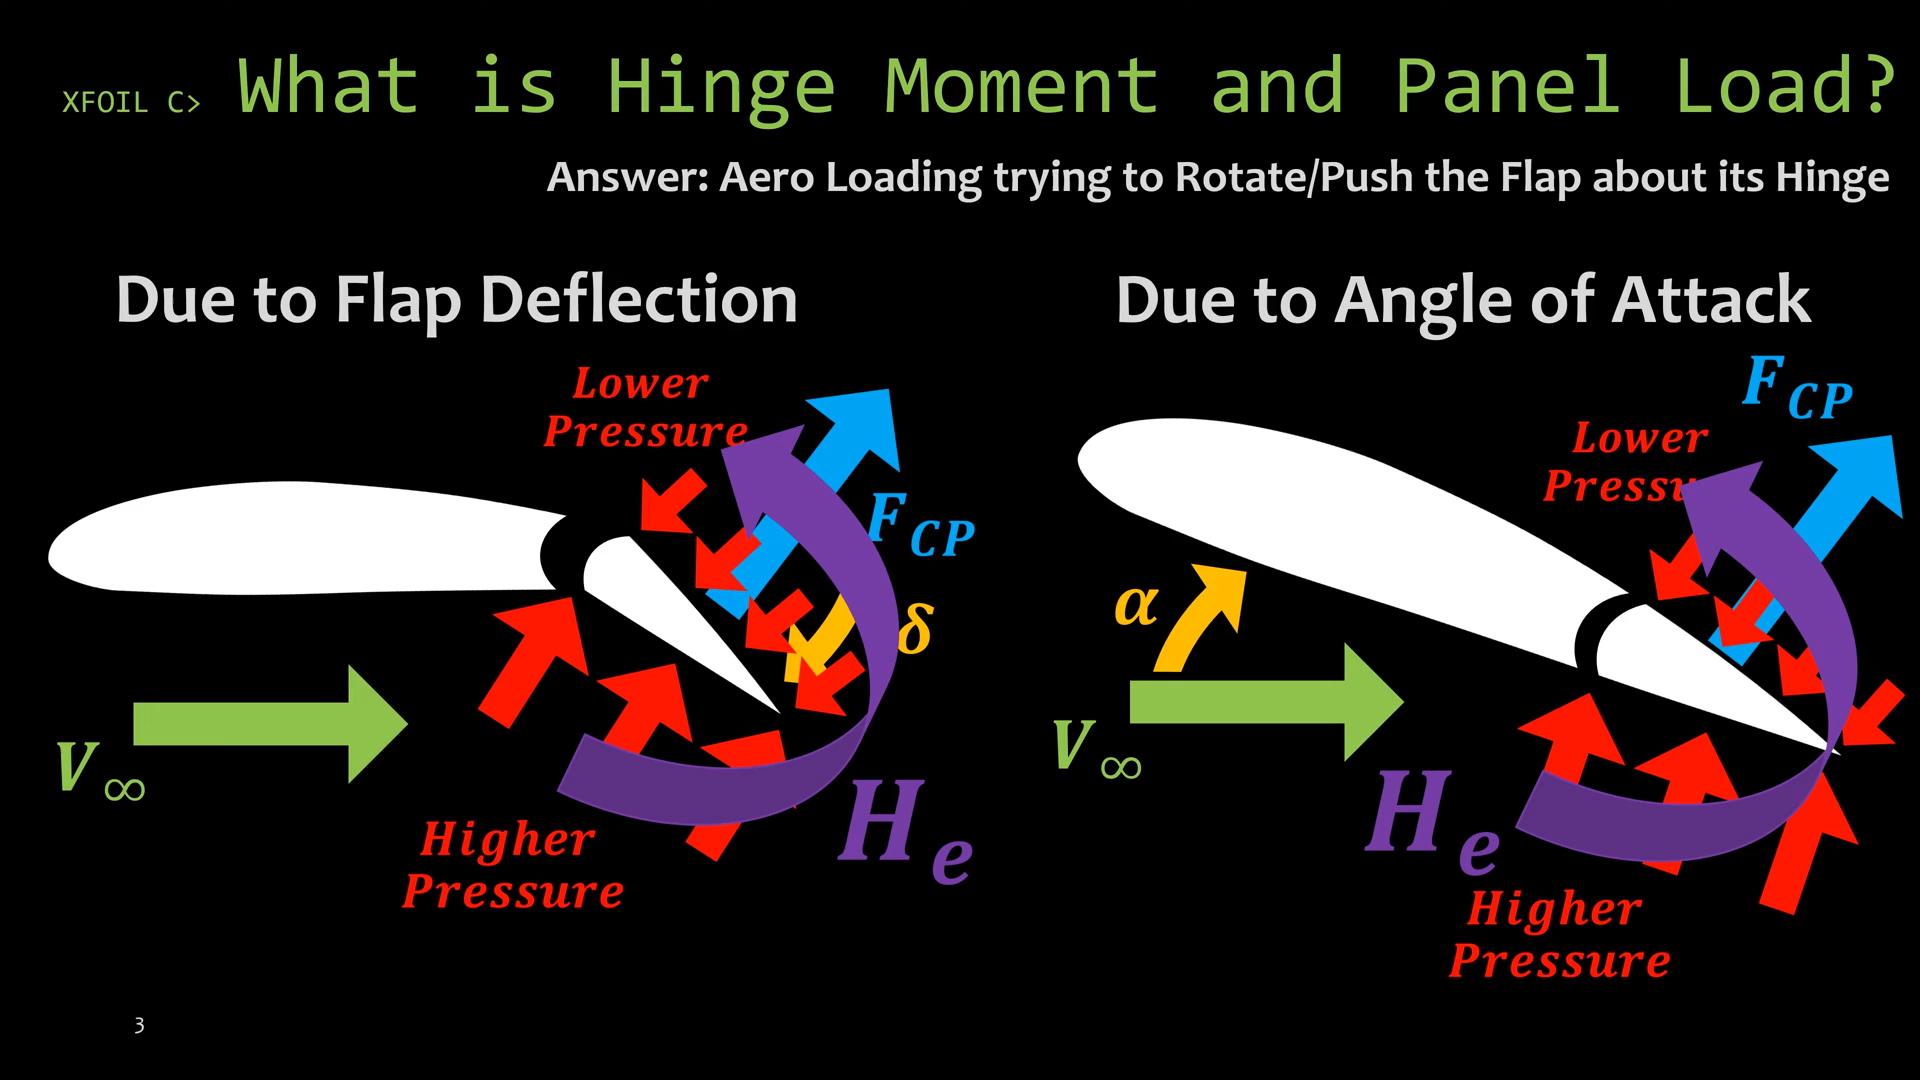 XFOIL C> What is Hinge Moment and Panel Load?
Answer: Aero Loading trying to Rotate/Push the Flap about its Hinge
Due to Flap Deflection
Lower
Pressure
F CP
δ
V ∞
H e
Higher
Pressure
Due to Angle of Attack
F CP
Lower
α
V ∞
H e
Higher
Pressure
3